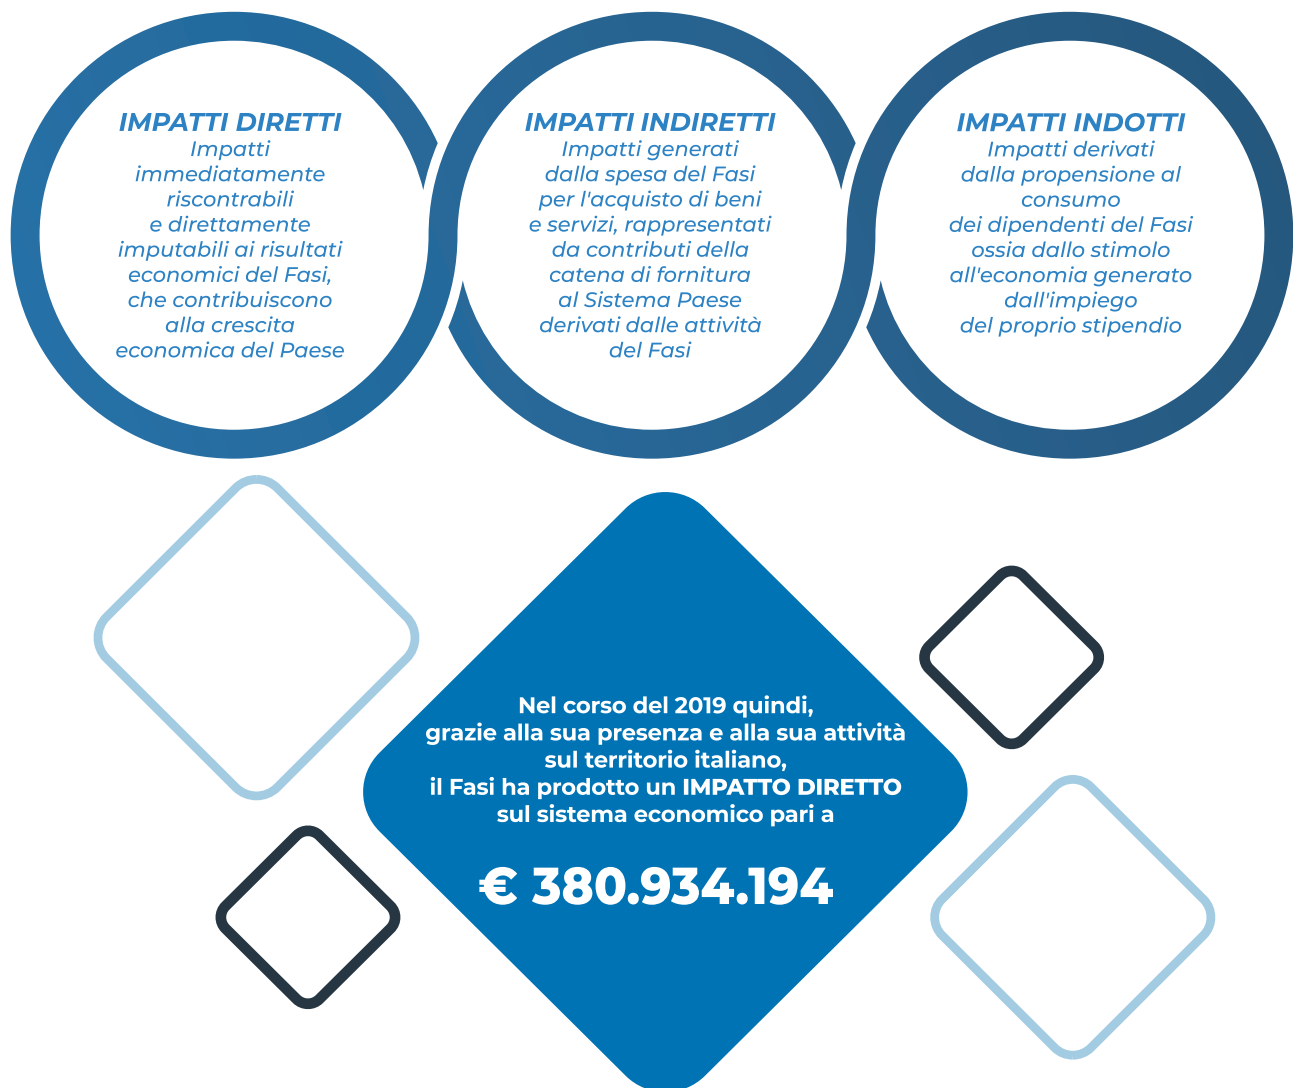 IMPATTI DIRETTI
Impatti
immediatamente
riscontrabili
e direttamente
imputabili ai risultati
economici del Fasi,
che contribuiscono
alla crescita
economica del Paese
IMPATTI INDIRETTI
Impatti generati
dalla spesa del Fasi
per l'acquisto di beni
e servizi, rappresentati
da contributi della
catena di fornitura
al Sistema Paese
derivati dalle attività
del Fasi
IMPATTI INDOTTI
Impatti derivati
dalla propensione al
consumo
dei dipendenti del Fasi
ossia dallo stimolo
all'economia generato
dall'impiego
del proprio stipendio
Nel corso del 2019 quindi,
grazie alla sua presenza e alla sua attività
sul territorio italiano,
il Fasi ha prodotto un IMPATTO DIRETTO
sul sistema economico pari a
€ 380.934.194